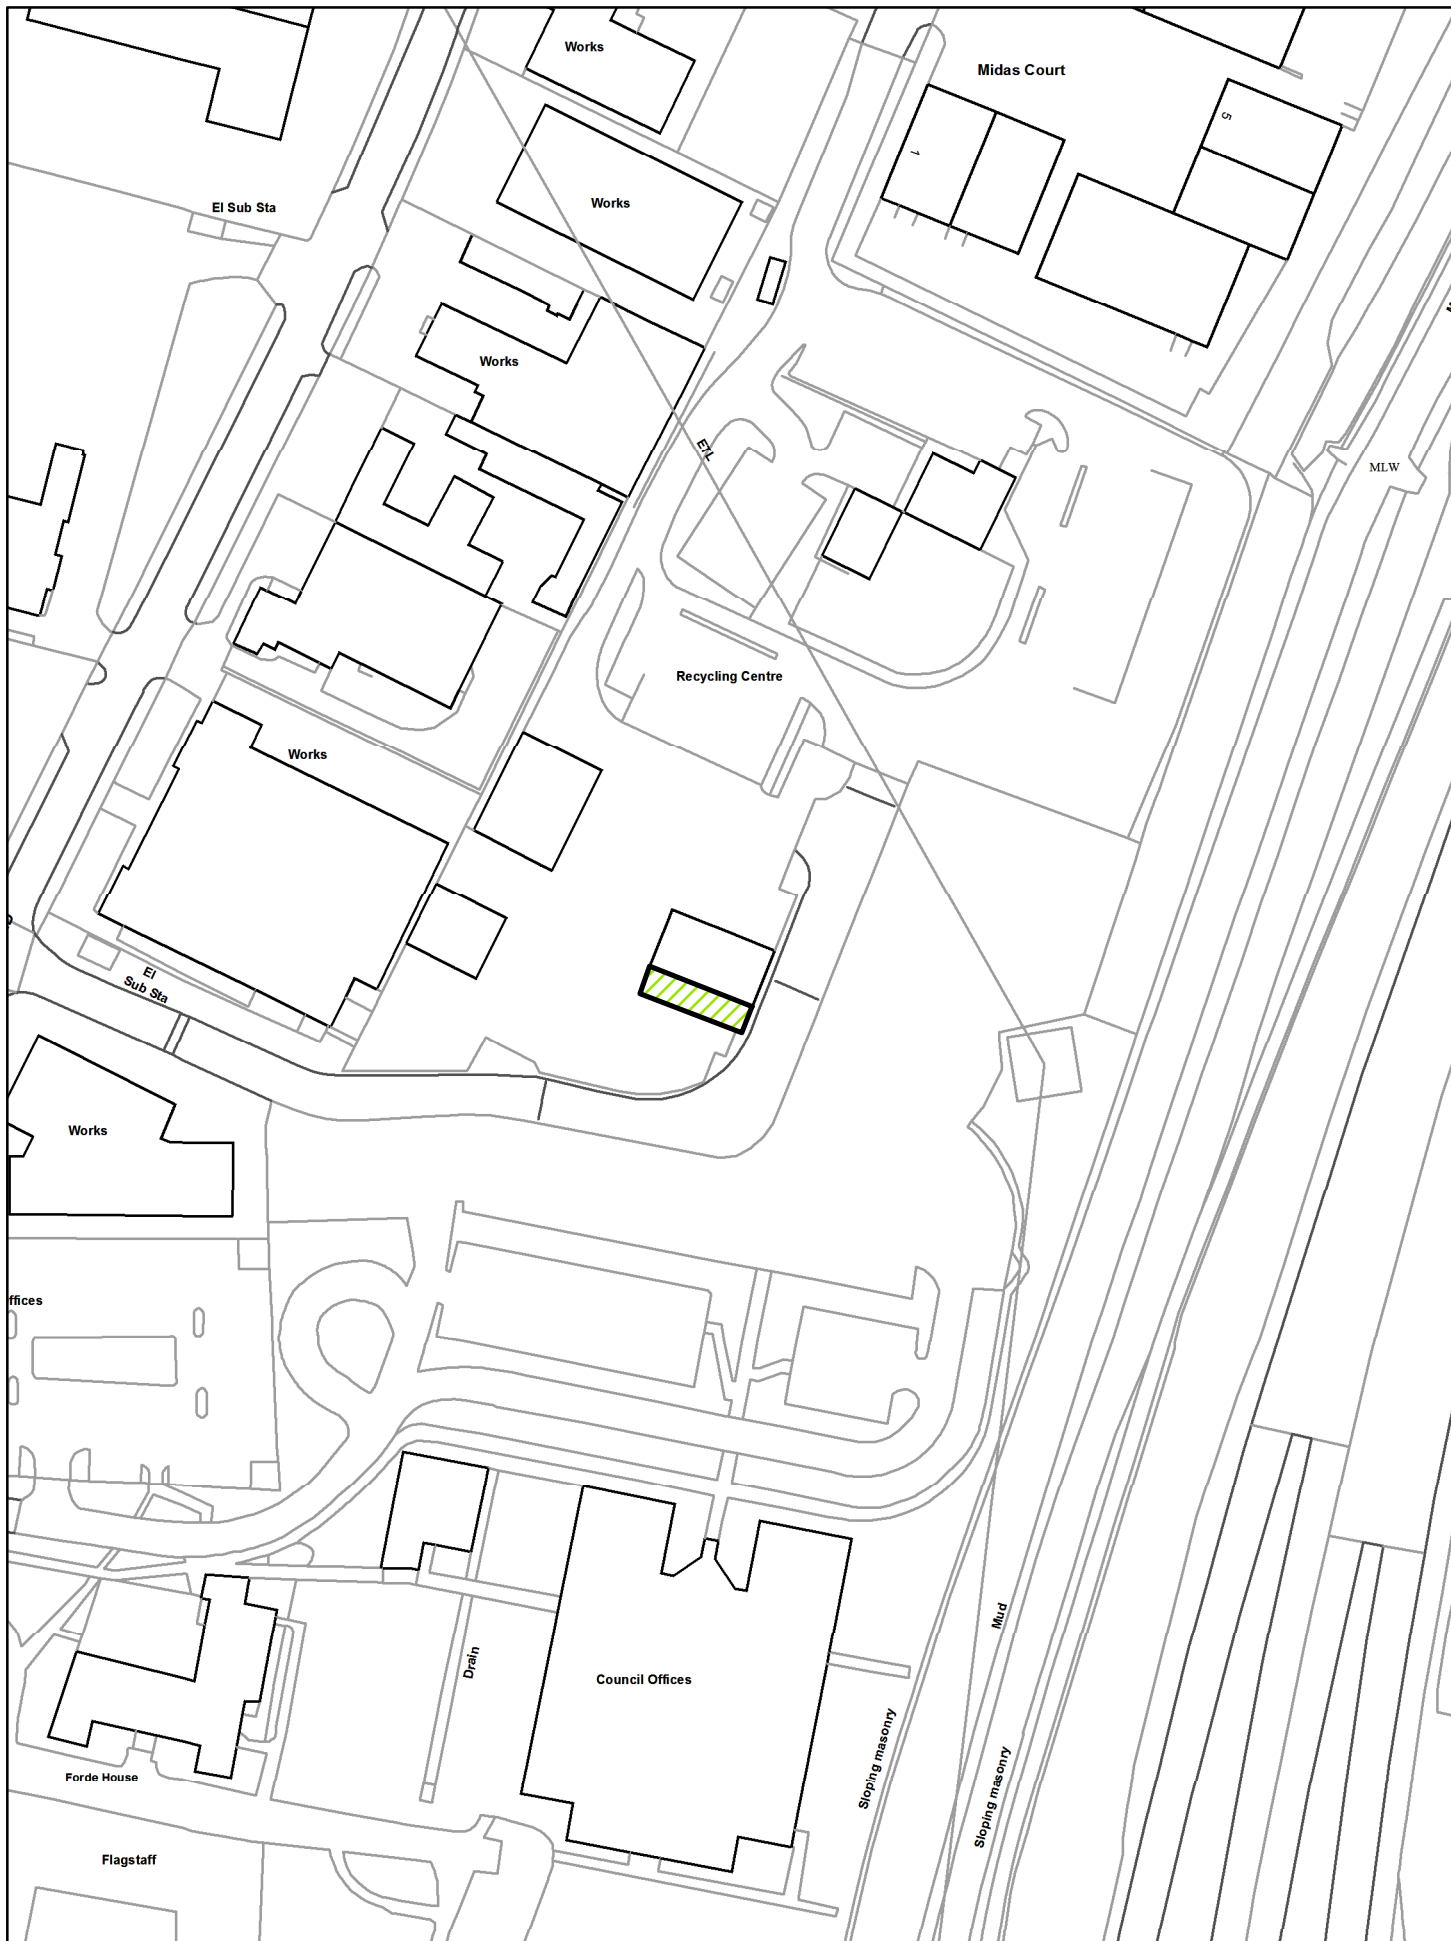 Works
Midas Court
5
1
Works
El Sub Sta
Works
ETL
MLW
Recycling Centre
Works
El
Sub Sta
Works
ffices
Mud
Drain
Council Offices
Sloping masonry
Sloping masonry
Forde House
Flagstaff